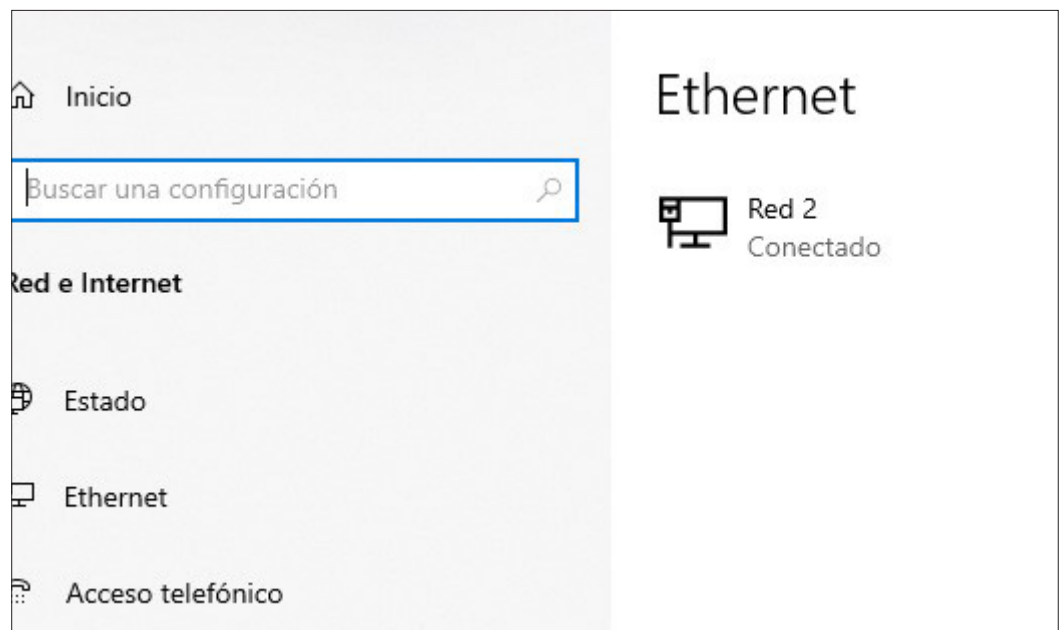 Inicio
Buscar una configuración
Red e Internet
Estado
Ethernet
Acceso telefónico
Ethernet
Red 2
Conectado